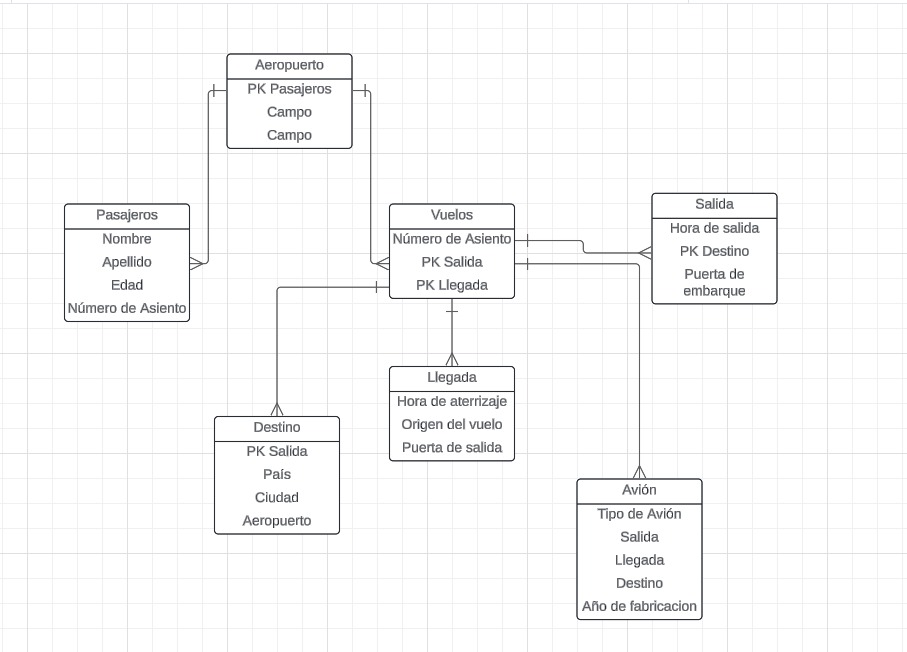 Aeropuerto
PK Pasajeros
Campo
Campo
Pasajeros
Nombre
Apellido
Edad
Número de Asiento
Vuelos
Número de Asiento
PK Salida
PK Llegada
Salida
Hora de salida
PK Destino
Puerta de
embarque
Llegada
Hora de aterrizaje
Origen del vuelo
Puerta de salida
Destino
PK Salida
País
Ciudad
Aeropuerto
Avión
Tipo de Avión
Salida
Llegada
Destino
Año de fabricacion